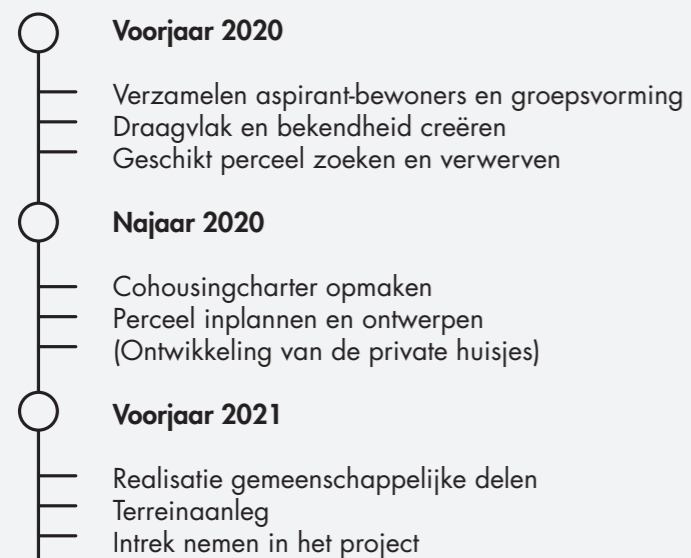 Voorjaar 2020
Verzamelen aspirant-bewoners en groepsvorming
Draagvlak en bekendheid creëren
Geschikt perceel zoeken en verwerven
Najaar 2020
Cohousingcharter opmaken
Perceel inplannen en ontwerpen
(Ontwikkeling van de private huisjes)
Voorjaar 2021
Realisatie gemeenschappelijke delen
Terreinaanleg
Intrek nemen in het project